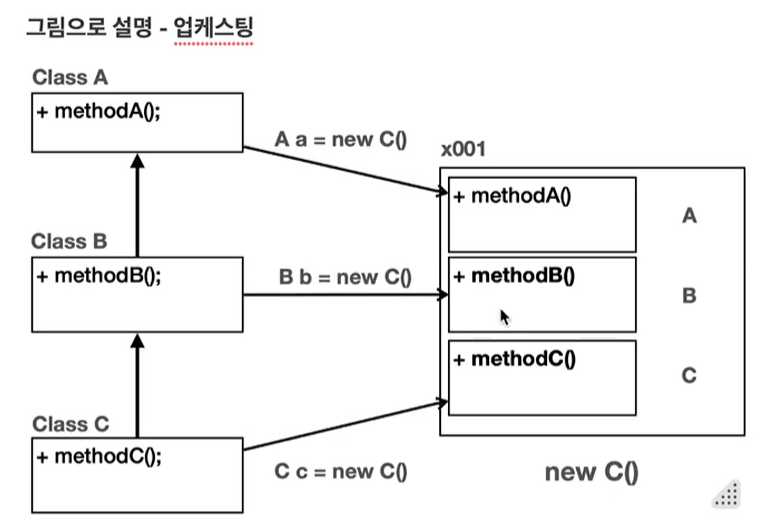 그림으로 설명 - 업케스팅
Class A
+ methodA();
A a = new C()
x001
+ methodA()
A
Class B
+ methodB();
B b = new C()
+ methodB()
B
+ methodC()
C
Class C
+ methodC();
C c = new C()
new C()